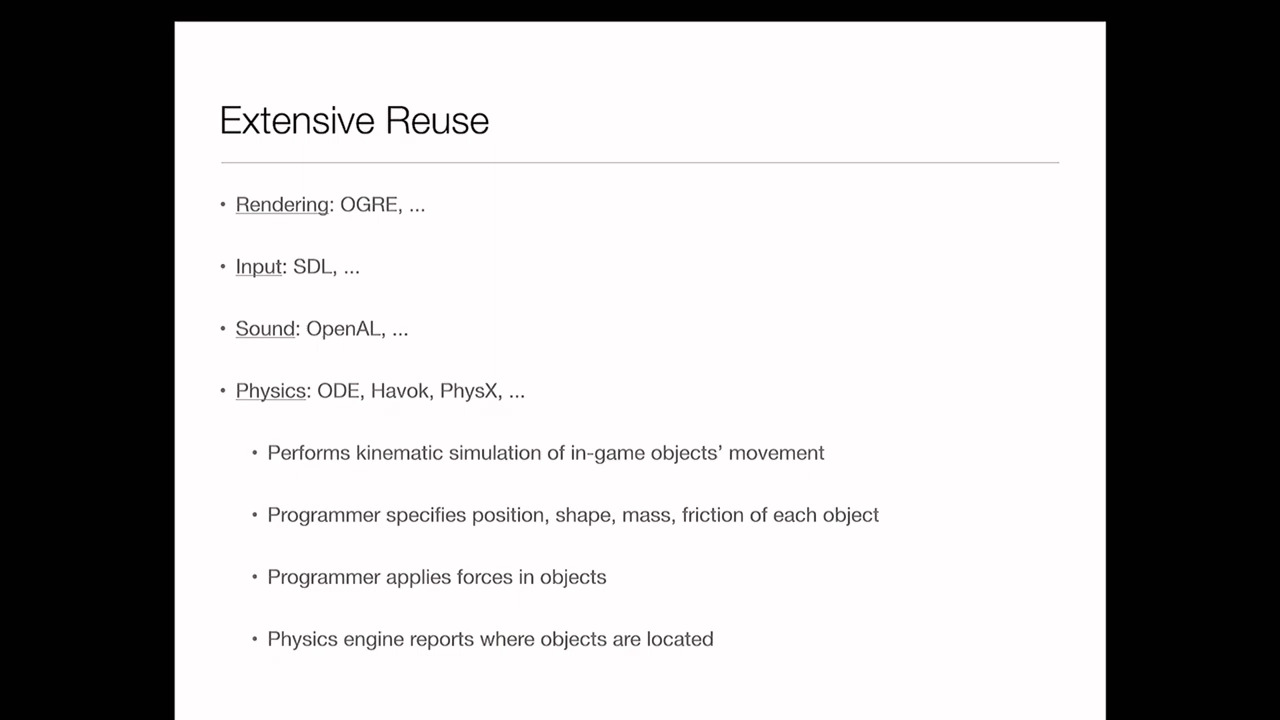 Extensive Reuse
• Rendering: OGRE, ...
• Input: SDL, ...
• Sound: OpenAL, ...
• Physics: ODE, Havok, PhysX, ...
• Performs kinematic simulation of in-game objects’ movement
• Programmer specifies position, shape, mass, friction of each object
• Programmer applies forces in objects
• Physics engine reports where objects are located